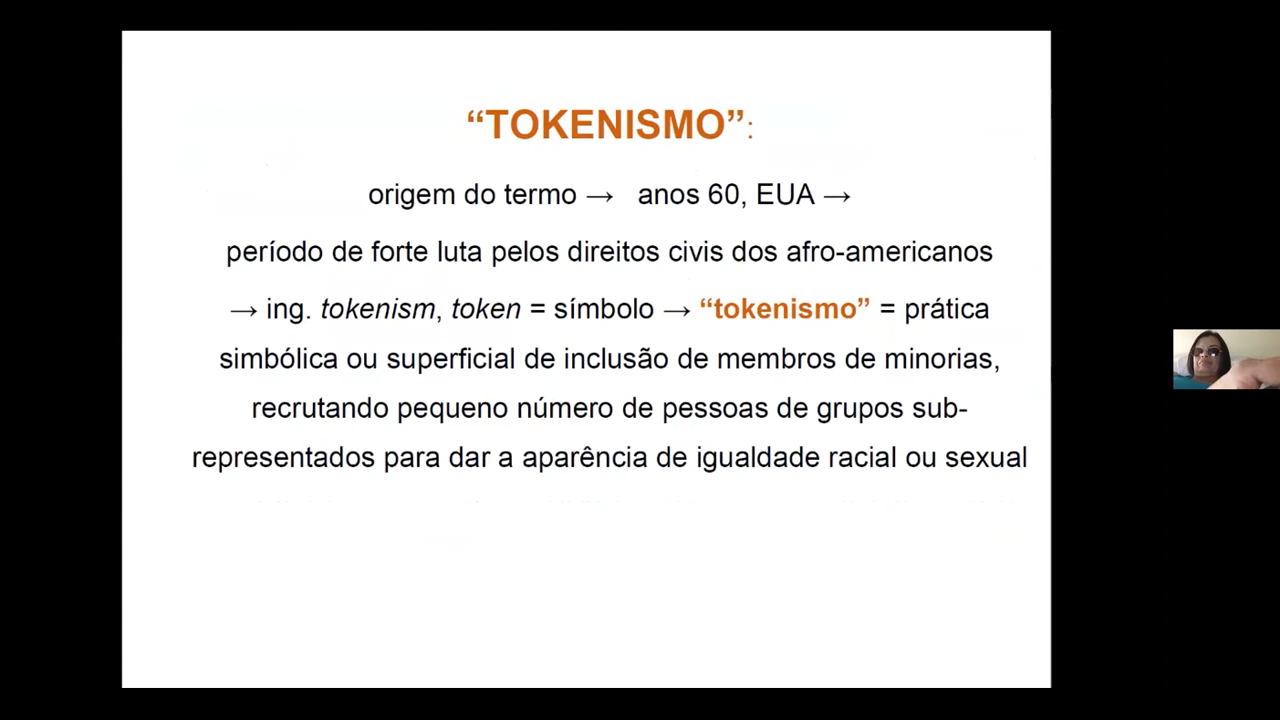 “TOKENISMO”:
origem do termo → anos 60, EUA →
período de forte luta pelos direitos civis dos afro-americanos
→ ing. tokenism, token = símbolo → “tokenismo” = prática
simbólica ou superficial de inclusão de membros de minorias,
recrutando pequeno número de pessoas de grupos sub-
representados para dar a aparência de igualdade racial ou sexual